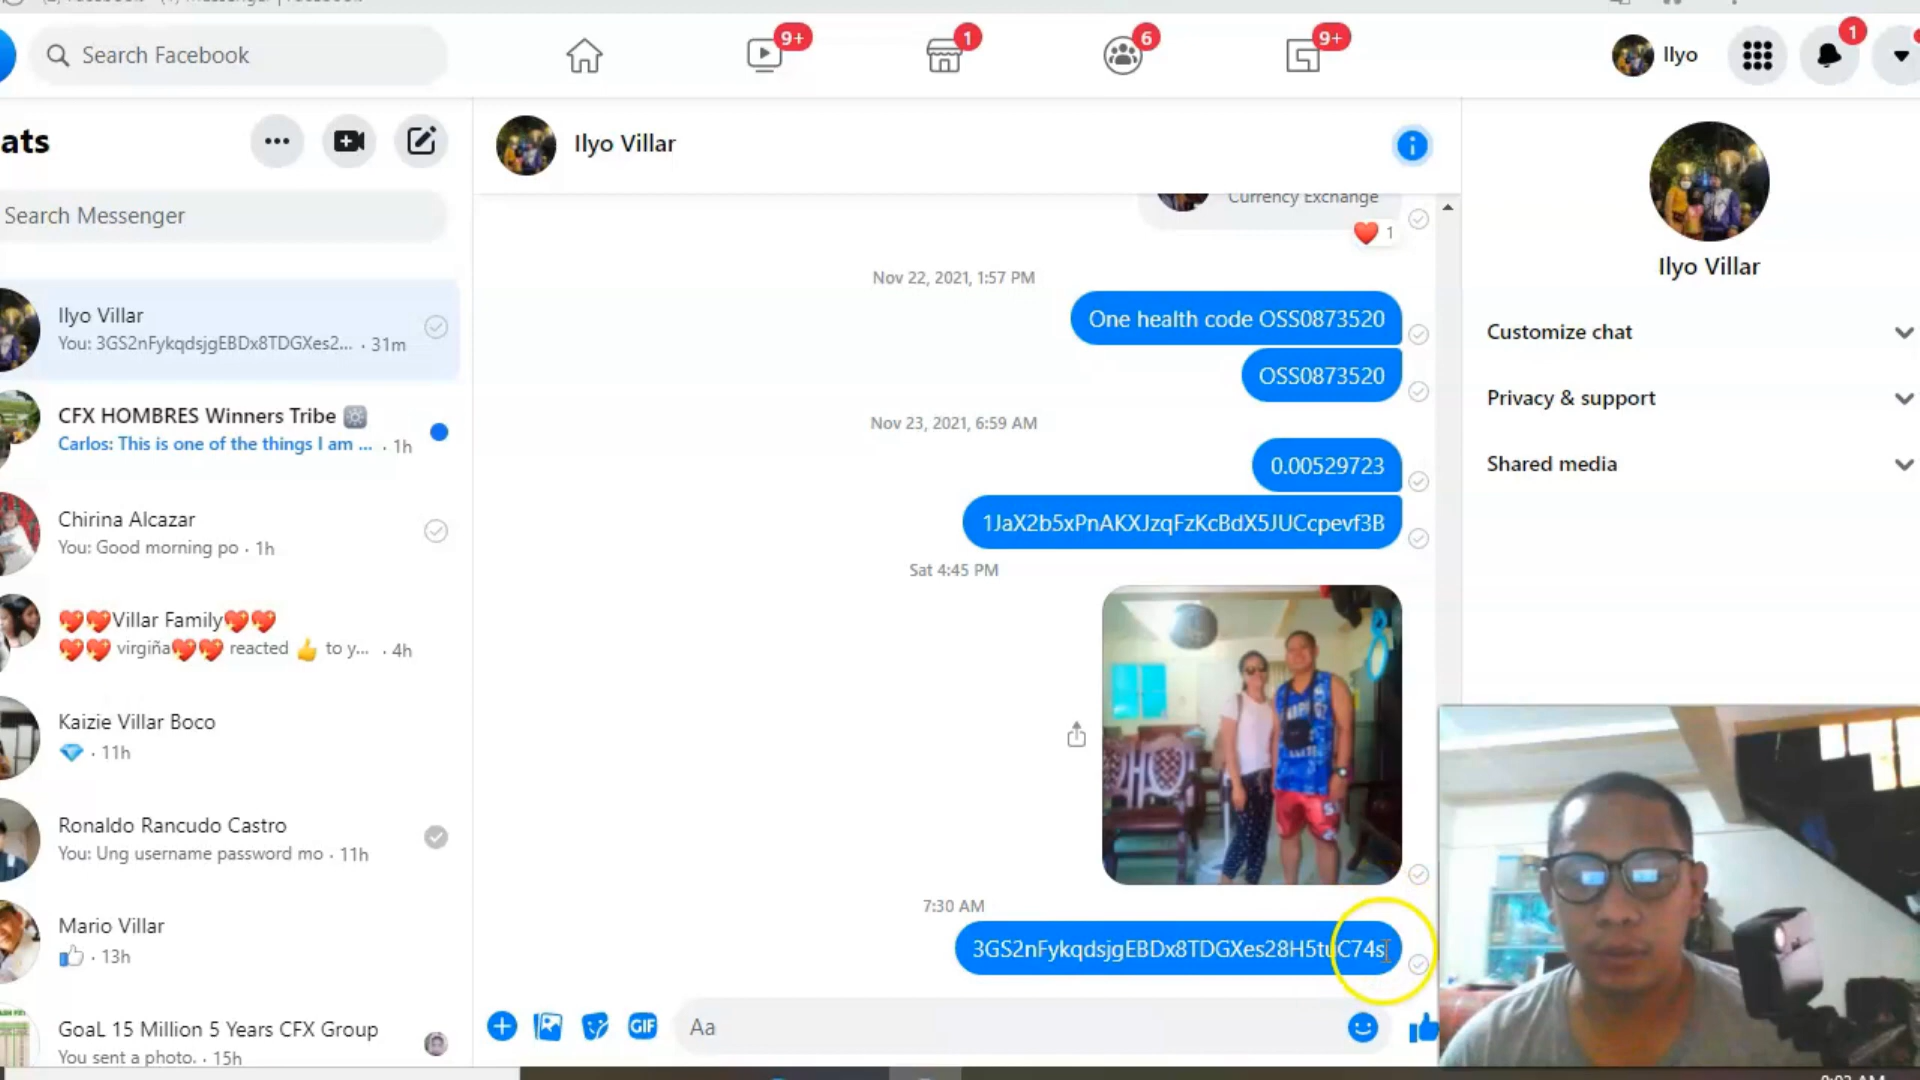 Search Facebook
9+
1
6
9+
Ilyo
1
ats
Search Messenger
Ilyo Villar
You: 3GS2nFykqdsjgEBDx8TDGXes2... · 31m
CFX HOMBRES Winners Tribe
Carlos: This is one of the things I am ... · 1h
Chirina Alcazar
You: Good morning po · 1h
Villar Family
virgiña reacted to y... · 4h
Kaizie Villar Boco
· 11h
Ronaldo Rancudo Castro
You: Ung username password mo · 11h
Mario Villar
· 13h
GoaL 15 Million 5 Years CFX Group
You sent a photo. · 15h
Ilyo Villar
Currency Exchange
1
Nov 22, 2021, 1:57 PM
One health code OSS0873520
OSS0873520
Nov 23, 2021, 6:59 AM
0.00529723
1JaX2b5xPnAKXJzqFzKcBdX5JUCcpevf3B
Sat 4:45 PM
7:30 AM
3GS2nFykqdsjgEBDx8TDGXes28H5tuC74s
GIF
Aa
Ilyo Villar
Customize chat
Privacy & support
Shared media